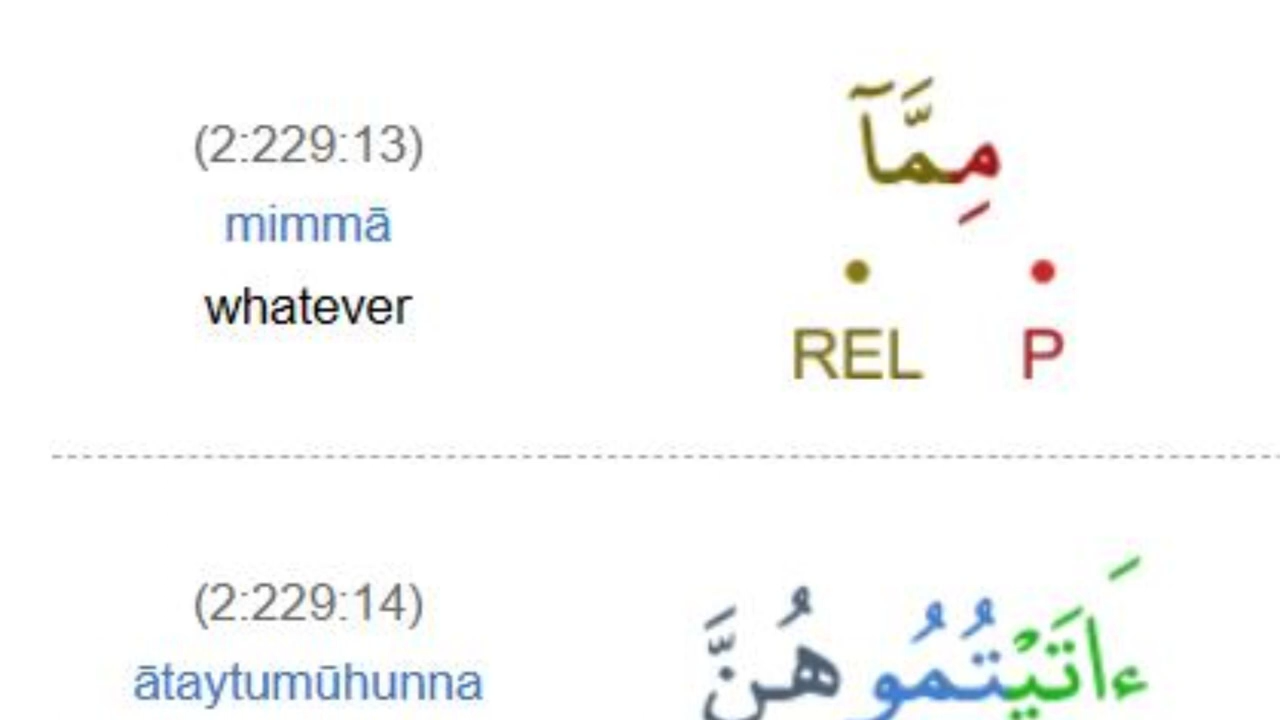 (2:229:13)
mimmā
whatever
مِمَّآ
REL P
(2:229:14)
ātaytumūhunna
ءَاتَيْتُمُوهُنَّ